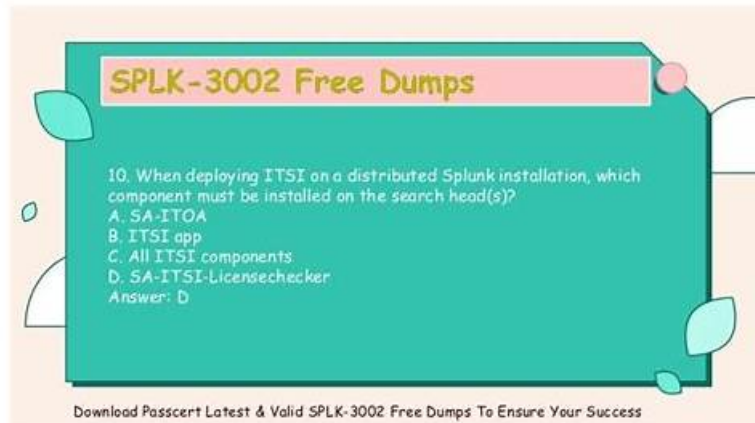 SPLK-3002 Free Dumps
10. When deploying ITSI on a distributed Splunk installation, which
component must be installed on the search head(s)?
A. SA-ITOA
B. ITSI app
C. All ITSI components
D. SA-ITSI-Licensechecker
Answer: D
Download Passcert Latest & Valid SPLK-3002 Free Dumps To Ensure Your Success